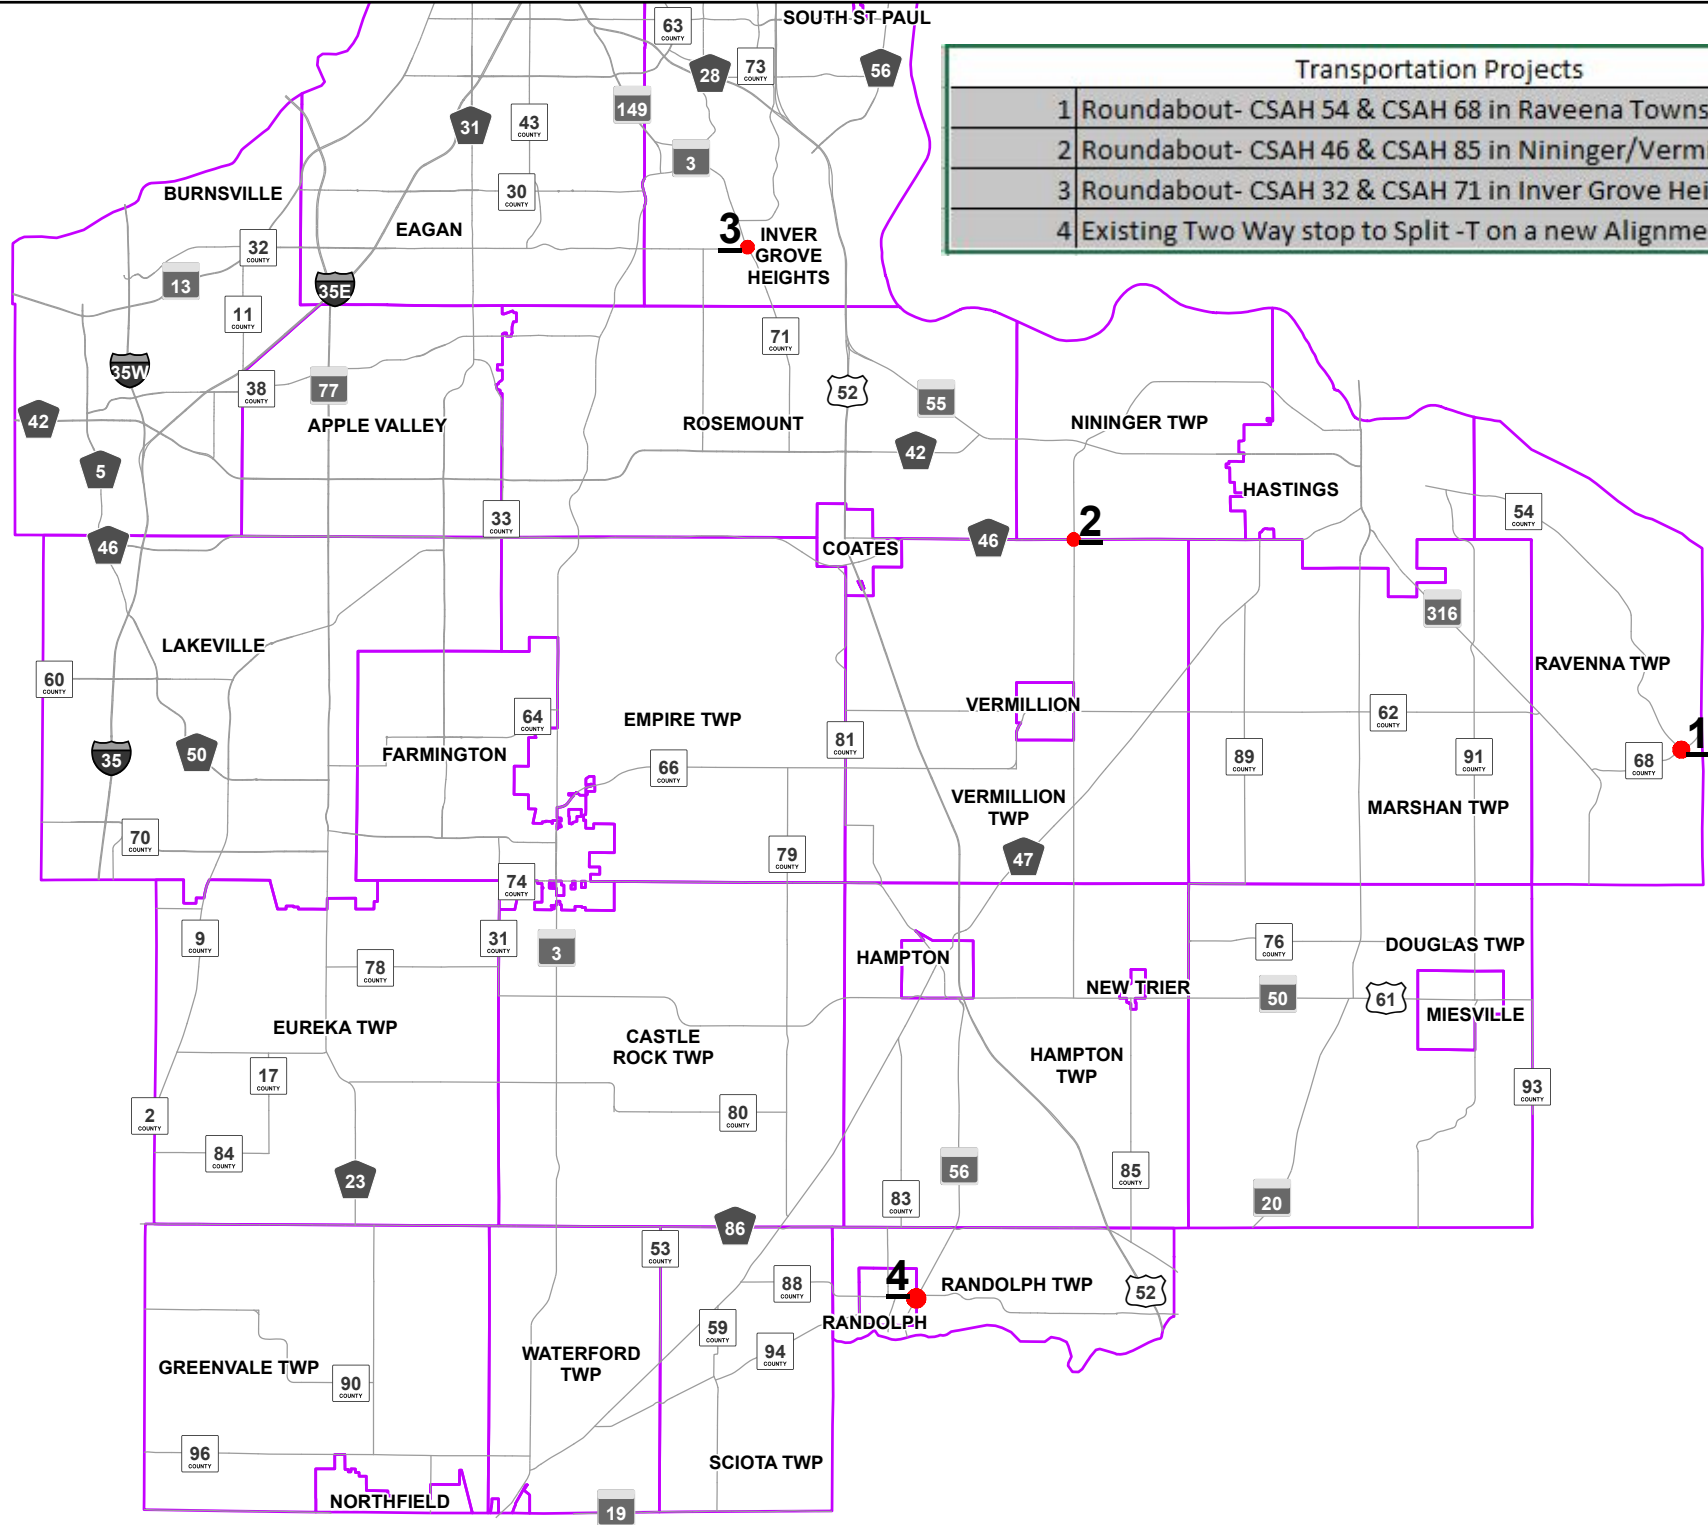 SOUTH ST PAUL
63
COUNTY
28
73
COUNTY
56
149
31
43
COUNTY
3
30
COUNTY
Transportation Projects
1 Roundabout- CSAH 54 & CSAH 68 in Raveena Towns
2 Roundabout- CSAH 46 & CSAH 85 in Nininger/Verm
3 Roundabout- CSAH 32 & CSAH 71 in Inver Grove Hei
4 Existing Two Way stop to Split -T on a new Alignme
BURNSVILLE
EAGAN
32
COUNTY
3
INVER
GROVE
HEIGHTS
13
35E
11
COUNTY
71
COUNTY
35W
38
COUNTY
77
52
55
42
APPLE VALLEY
ROSEMOUNT
42
NININGER TWP
5
HASTINGS
33
COUNTY
54
COUNTY
46
COATES
46
2
316
LAKEVILLE
RAVENNA TWP
60
COUNTY
64
COUNTY
EMPIRE TWP
VERMILLION
62
COUNTY
35
50
FARMINGTON
66
COUNTY
81
COUNTY
89
COUNTY
91
COUNTY
68
COUNTY
1
VERMILLION
TWP
MARSHAN TWP
70
COUNTY
79
COUNTY
47
74
COUNTY
9
COUNTY
31
COUNTY
3
HAMPTON
76
COUNTY
DOUGLAS TWP
78
COUNTY
NEW TRIER
50
61
MIESVILLE
EUREKA TWP
CASTLE
ROCK TWP
HAMPTON
TWP
17
COUNTY
93
COUNTY
2
COUNTY
80
COUNTY
84
COUNTY
23
56
85
COUNTY
83
COUNTY
20
86
53
COUNTY
88
COUNTY
4
RANDOLPH TWP
52
59
COUNTY
RANDOLPH
94
COUNTY
GREENVALE TWP
WATERFORD
TWP
90
COUNTY
96
COUNTY
SCIOTA TWP
NORTHFIELD
19